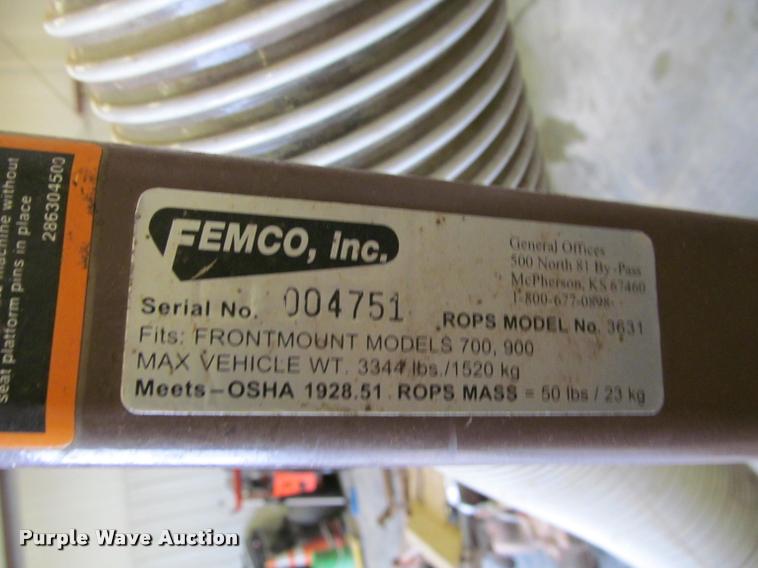 machine without
seat platform pins in place
286304500
FEMCO, Inc.
General Offices
500 North 81 By-Pass
McPherson, KS 67460
1-800-677-0898
Serial No. 004751
ROPS MODEL No. 3631
Fits: FRONTMOUNT MODELS 700, 900
MAX VEHICLE WT. 3344 lbs./1520 kg
Meets-OSHA 1928.51 ROPS MASS = 50 lbs / 23 kg
Purple Wave Auction